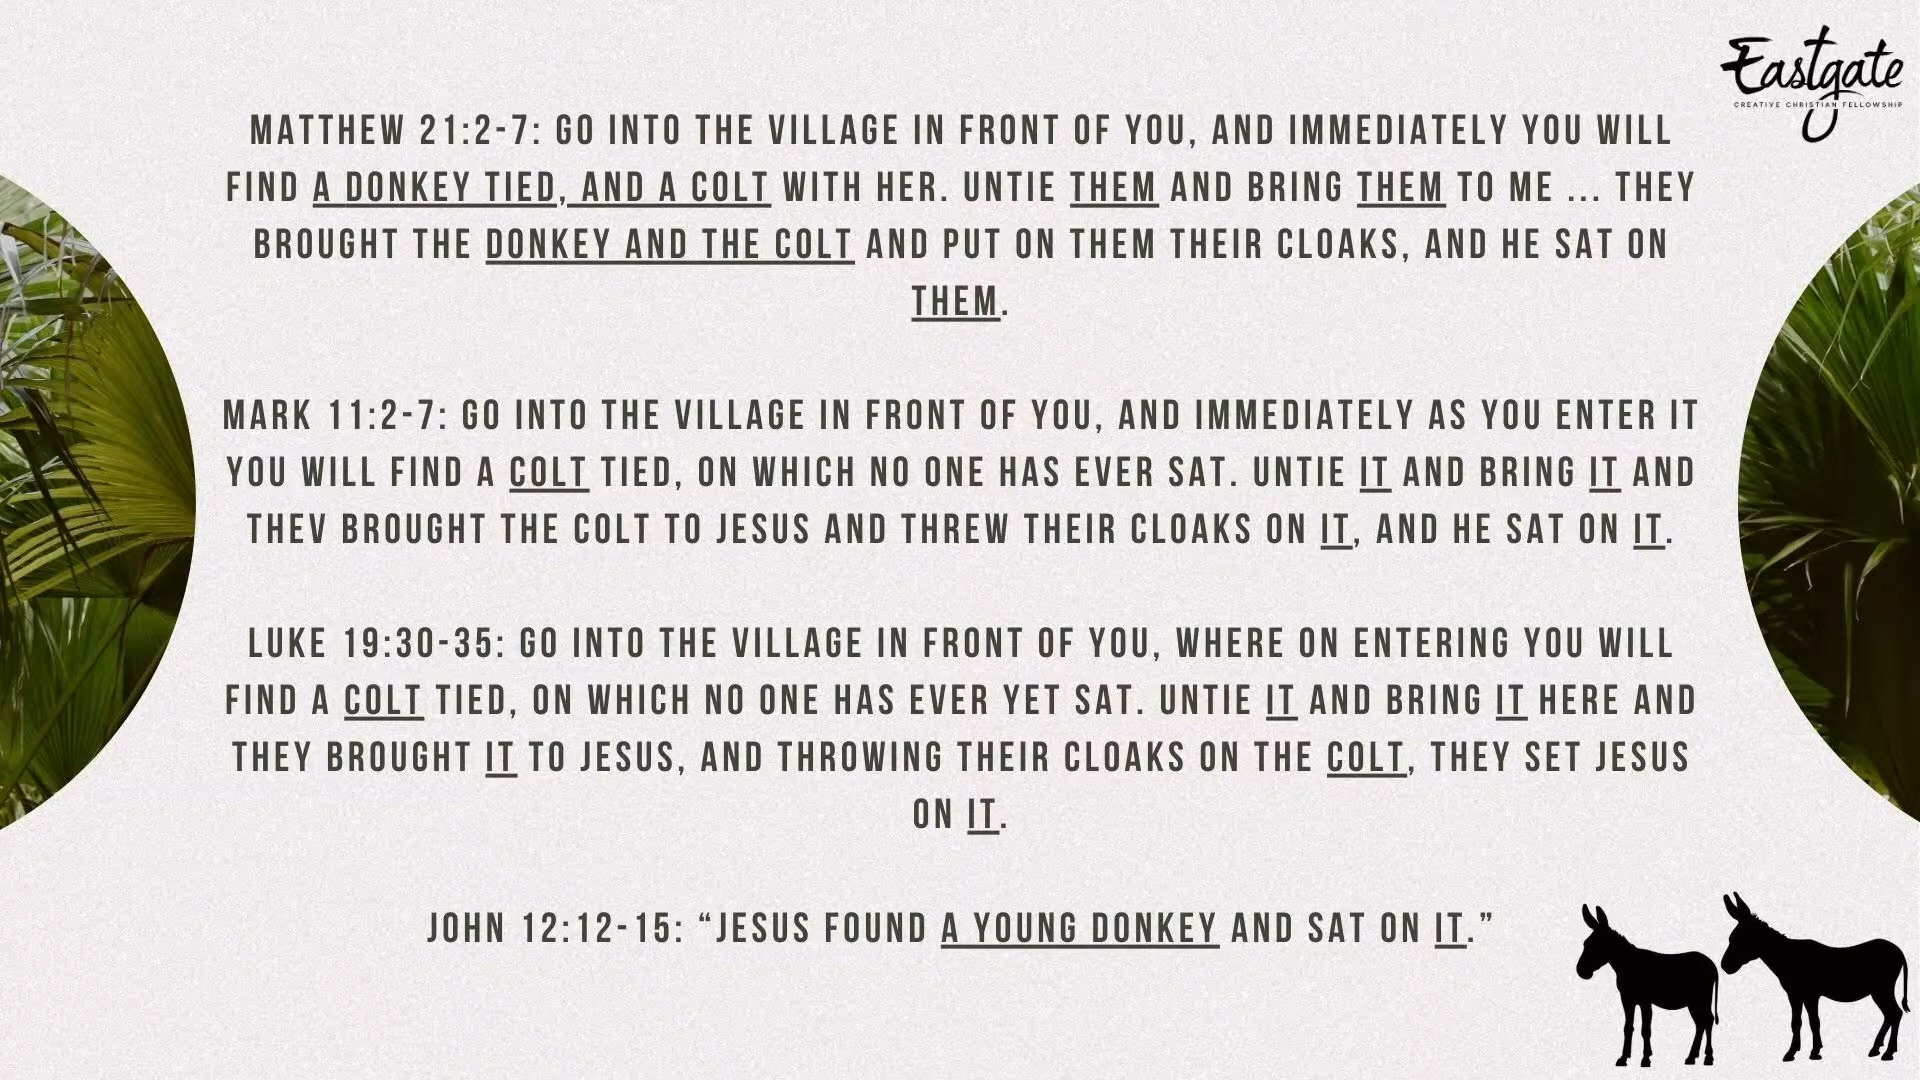 Eastgate
CREATIVE CHRISTIAN FELLOWSHIP
MATTHEW 21:2-7: GO INTO THE VILLAGE IN FRONT OF YOU, AND IMMEDIATELY YOU WILL
FIND A DONKEY TIED, AND A COLT WITH HER. UNTIE THEM AND BRING THEM TO ME ... THEY
BROUGHT THE DONKEY AND THE COLT AND PUT ON THEM THEIR CLOAKS, AND HE SAT ON
THEM.
MARK 11:2-7: GO INTO THE VILLAGE IN FRONT OF YOU, AND IMMEDIATELY AS YOU ENTER IT
YOU WILL FIND A COLT TIED, ON WHICH NO ONE HAS EVER SAT. UNTIE IT AND BRING IT AND
THEV BROUGHT THE COLT TO JESUS AND THREW THEIR CLOAKS ON IT, AND HE SAT ON IT.
LUKE 19:30-35: GO INTO THE VILLAGE IN FRONT OF YOU, WHERE ON ENTERING YOU WILL
FIND A COLT TIED, ON WHICH NO ONE HAS EVER YET SAT. UNTIE IT AND BRING IT HERE AND
THEY BROUGHT IT TO JESUS, AND THROWING THEIR CLOAKS ON THE COLT, THEY SET JESUS
ON IT.
JOHN 12:12-15: “JESUS FOUND A YOUNG DONKEY AND SAT ON IT.”